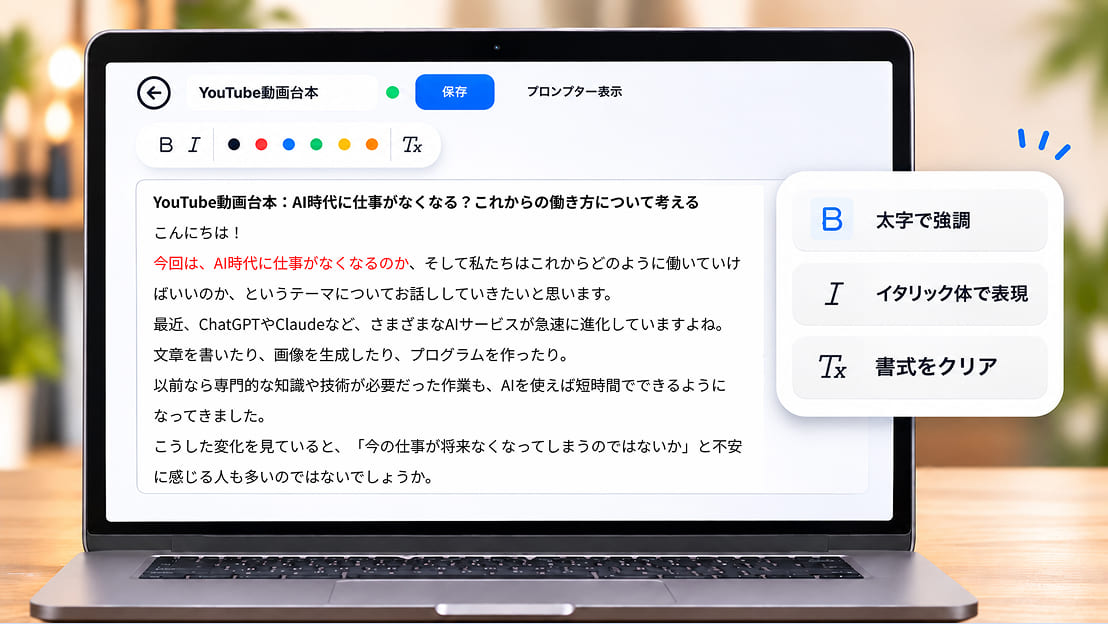 YouTube動画台本
保存
プロンプター表示
B I Tx
YouTube動画台本：AI時代に仕事がなくなる？これからの働き方について考える
こんにちは！
今回は、AI時代に仕事がなくなるのか、そして私たちはこれからどのように働いていけ
ばいいのか、というテーマについてお話ししていきたいと思います。
最近、ChatGPTやClaudeなど、さまざまなAIサービスが急速に進化していますよね。
文章を書いたり、画像を生成したり、プログラムを作ったり。
以前なら専門的な知識や技術が必要だった作業も、AIを使えば短時間でできるように
なってきました。
こうした変化を見ていると、「今の仕事が将来なくなってしまうのではないか」と不安
に感じる人も多いのではないでしょうか。
B 太字で強調
I イタリック体で表現
Tx 書式をクリア